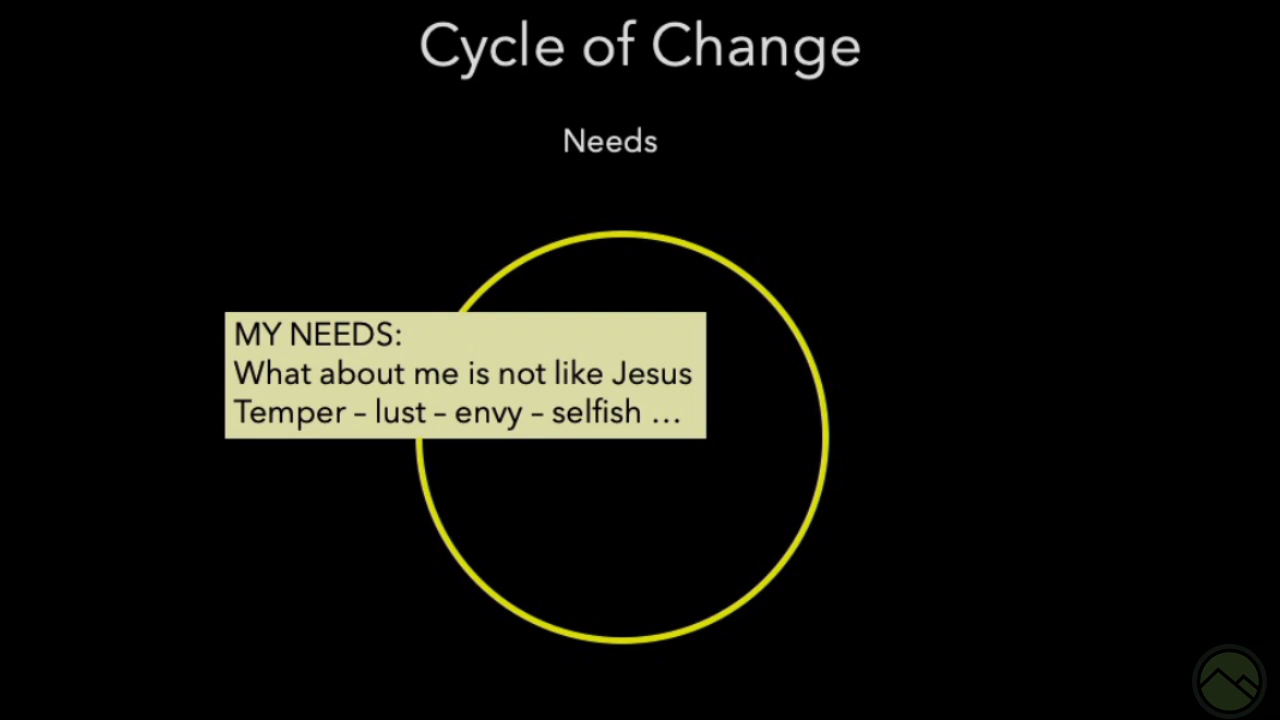 Cycle of Change
Needs
MY NEEDS:
What about me is not like Jesus
Temper – lust – envy – selfish …